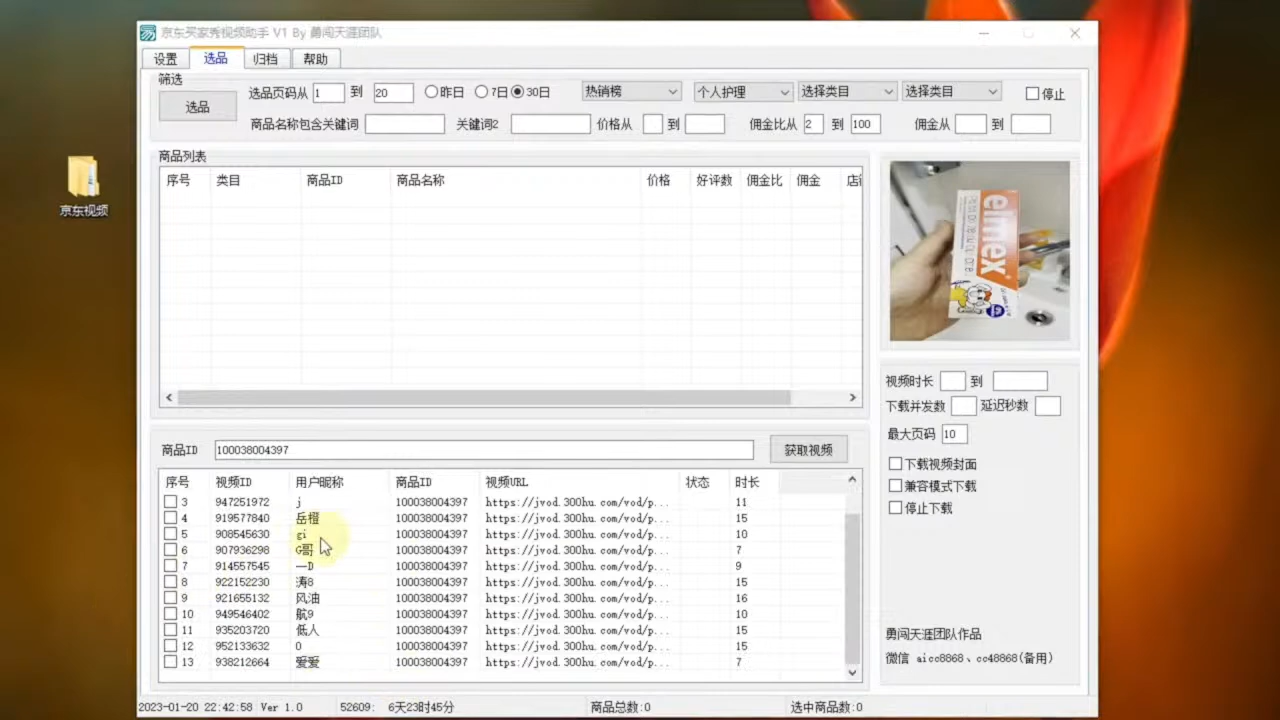 京东买家秀视频助手 V1 By 勇闯天涯团队
设置 选品 归档 帮助
筛选
选品 选品页码从 1 到 20 昨日 7日 30日 热销榜 个人护理 选择类目 选择类目 停止
商品名称包含关键词 关键词2 价格从 到 佣金比从 2 到 100 佣金从 到
京东视频
商品列表
序号 类目 商品ID 商品名称 价格 好评数 佣金比 佣金
elmex
视频时长 到
下载并发数 延迟秒数
最大页码 10
下载视频封面
兼容模式下载
停止下载
商品ID 100038004397 获取视频
序号 视频ID 用户昵称 商品ID 视频URL 状态 时长
3 947251972 j 100038004397 https://jvod.300hu.com/vod/p... 11
4 919577840 岳橙 100038004397 https://jvod.300hu.com/vod/p... 15
5 908545630 gi 100038004397 https://jvod.300hu.com/vod/p... 10
6 907936298 G哥 100038004397 https://jvod.300hu.com/vod/p... 7
7 914557545 一D 100038004397 https://jvod.300hu.com/vod/p... 9
8 922152230 涛8 100038004397 https://jvod.300hu.com/vod/p... 15
9 921655132 风油 100038004397 https://jvod.300hu.com/vod/p... 16
10 949546402 航9 100038004397 https://jvod.300hu.com/vod/p... 10
11 935203720 低人 100038004397 https://jvod.300hu.com/vod/p... 15
12 952133632 0 100038004397 https://jvod.300hu.com/vod/p... 15
13 938212664 爱爱 100038004397 https://jvod.300hu.com/vod/p... 7
勇闯天涯团队作品
微信 aicc8868、cc48868(备用)
2023-01-20 22:42:58 Ver 1.0 52609: 6天23时45分 商品总数:0 选中商品数:0